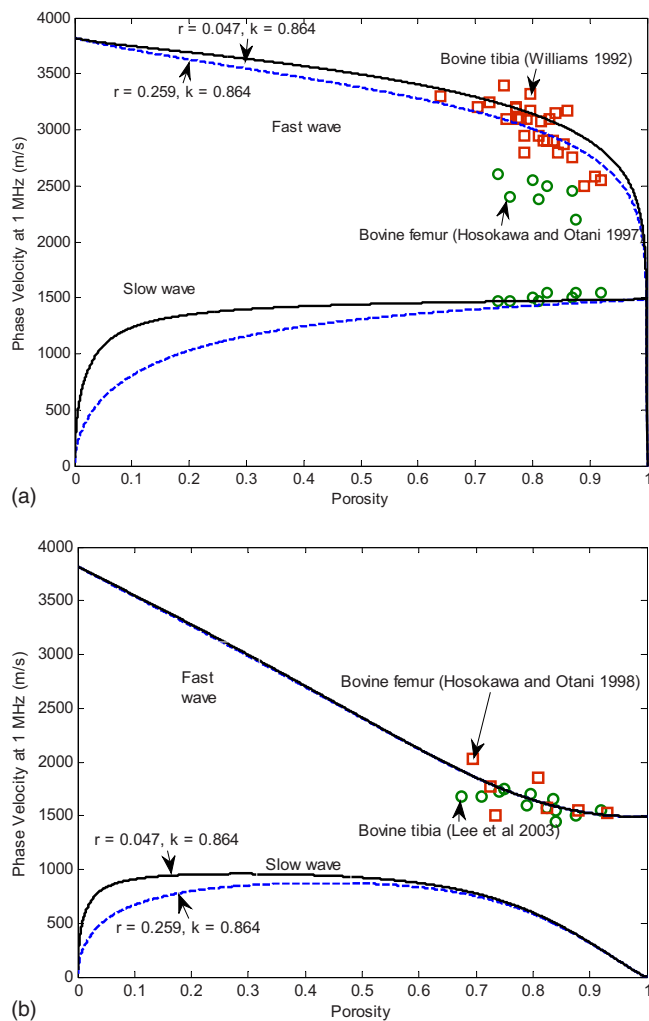 4000
r = 0.047, k = 0.864
3500
Bovine tibia (Williams 1992)
r = 0.259, k = 0.864
3000
Fast wave
2500
Bovine femur (Hosokawa and Otani 1997)
2000
Slow wave
1500
1000
500
0
Phase Velocity at 1 MHz (m/s)
0 0.1 0.2 0.3 0.4 0.5 0.6 0.7 0.8 0.9 1
(a)
Porosity
4000
3500
3000
Fast
wave
Bovine femur (Hosokawa and Otani 1998)
2500
2000
1500
Bovine tibia (Lee et al 2003)
r = 0.047, k = 0.864
Slow wave
1000
500
r = 0.259, k = 0.864
0
Phase Velocity at 1 MHz (m/s)
0 0.1 0.2 0.3 0.4 0.5 0.6 0.7 0.8 0.9 1
(b)
Porosity